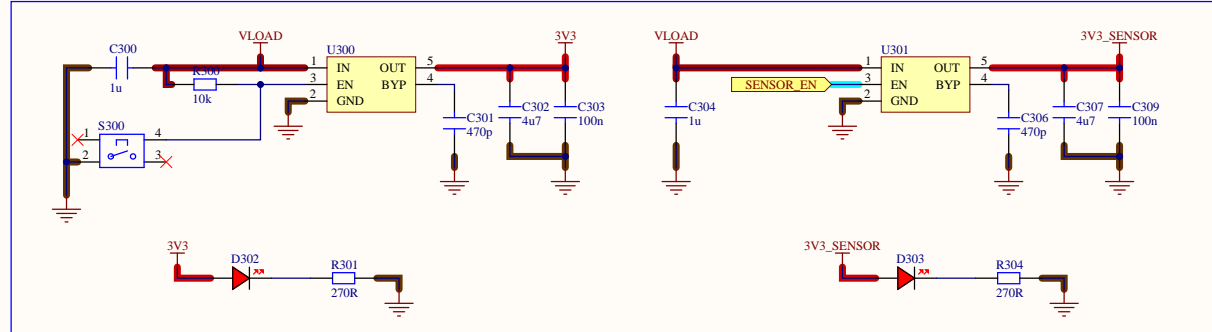 VLOAD
C300
1u
R300
10k
S300
1
2
4
3
U300
1
IN
3
EN
2
GND
OUT
5
BYP
4
3V3
C301
470p
C302
4u7
C303
100n
VLOAD
SENSOR_EN
C304
1u
U301
1
IN
3
EN
2
GND
OUT
5
BYP
4
3V3_SENSOR
C306
470p
C307
4u7
C309
100n
3V3
D302
R301
270R
3V3_SENSOR
D303
R304
270R